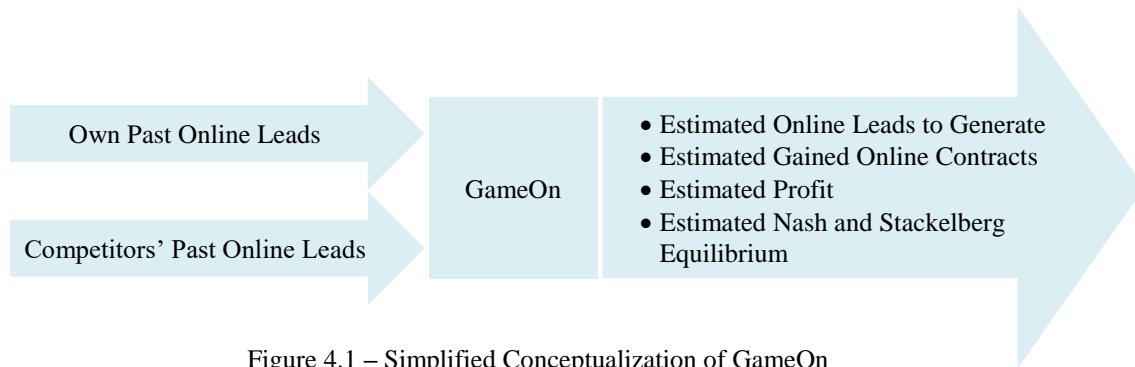 Own Past Online Leads
Competitors’ Past Online Leads
GameOn
• Estimated Online Leads to Generate
• Estimated Gained Online Contracts
• Estimated Profit
• Estimated Nash and Stackelberg
Equilibrium
Figure 4.1 – Simplified Conceptualization of GameOn